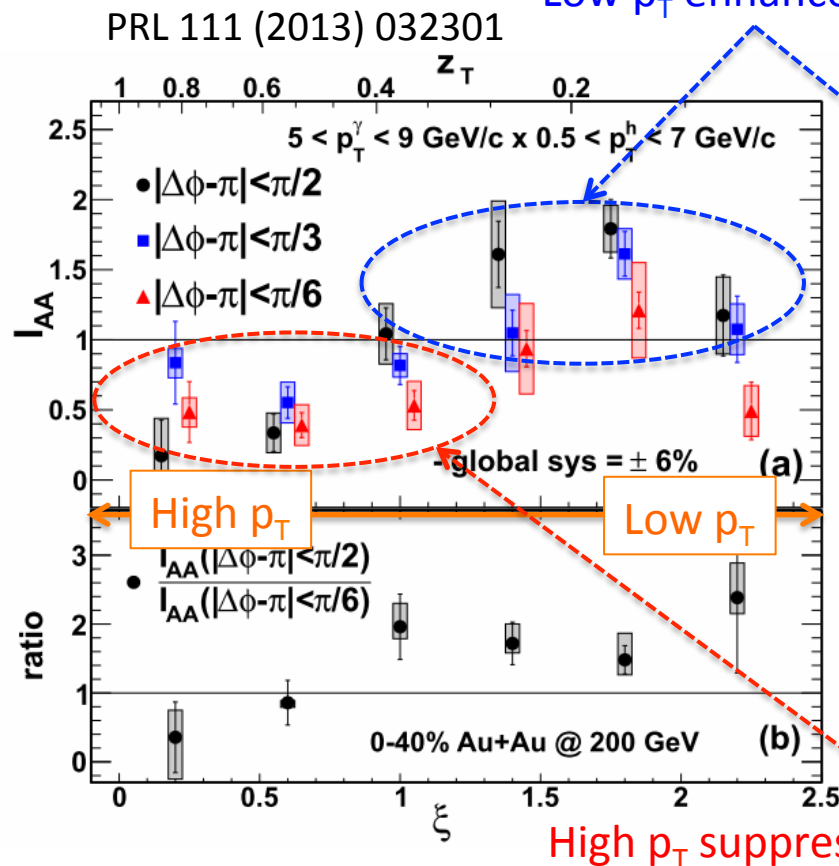 Low pT enhance
PRL 111 (2013) 032301
zT
1 0.8 0.6 0.4 0.2
5 < pTγ < 9 GeV/c x 0.5 < pTh < 7 GeV/c
|Δϕ-π|<π/2
|Δϕ-π|<π/3
|Δϕ-π|<π/6
IAA
2.5
2
1.5
1
0.5
0
- global sys = ± 6%
(a)
High pT
Low pT
IAA(|Δϕ-π|<π/2)
IAA(|Δϕ-π|<π/6)
ratio
3
2
1
0
0-40% Au+Au @ 200 GeV
(b)
0 0.5 1 1.5 2 2.5
ξ
High pT suppres